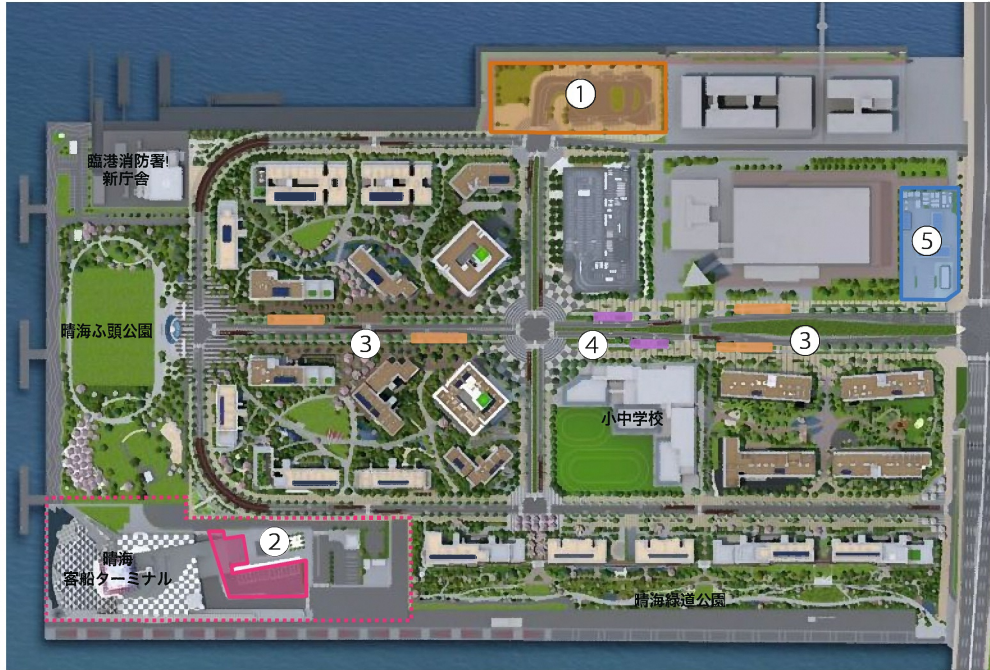 ①
臨港消防署
新庁舎
⑤
晴海ふ頭公園
③
④
③
小中学校
②
晴海
客船ターミナル
晴海緑道公園